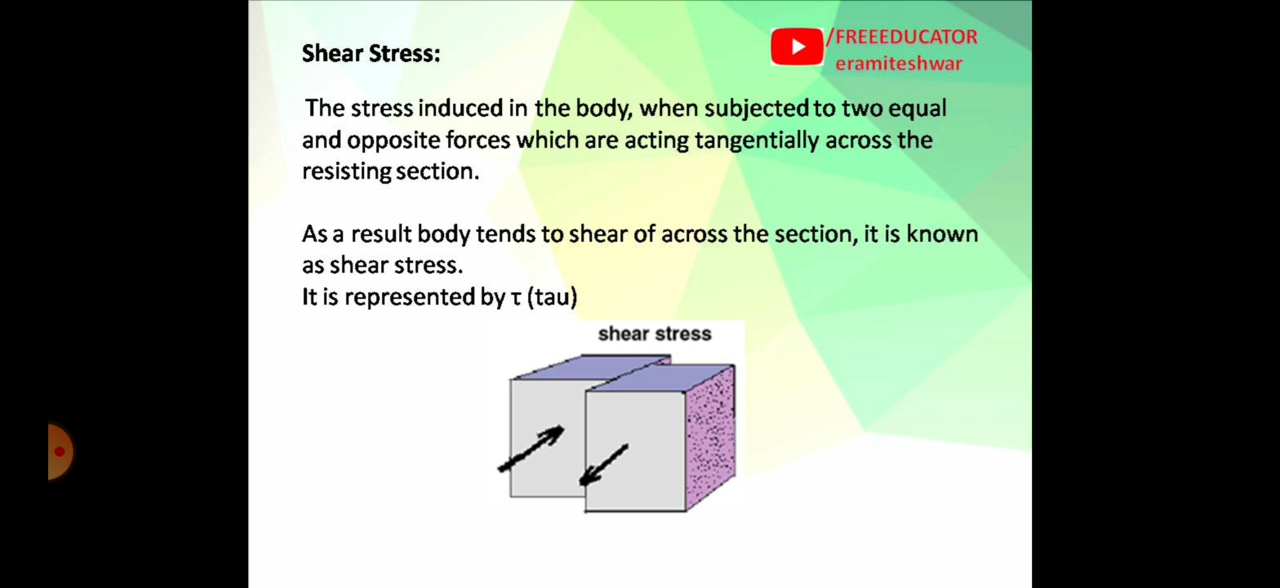 Shear Stress:
/FREEEDUCATOR
eramiteshwar
The stress induced in the body, when subjected to two equal
and opposite forces which are acting tangentially across the
resisting section.
As a result body tends to shear of across the section, it is known
as shear stress.
It is represented by τ (tau)
shear stress